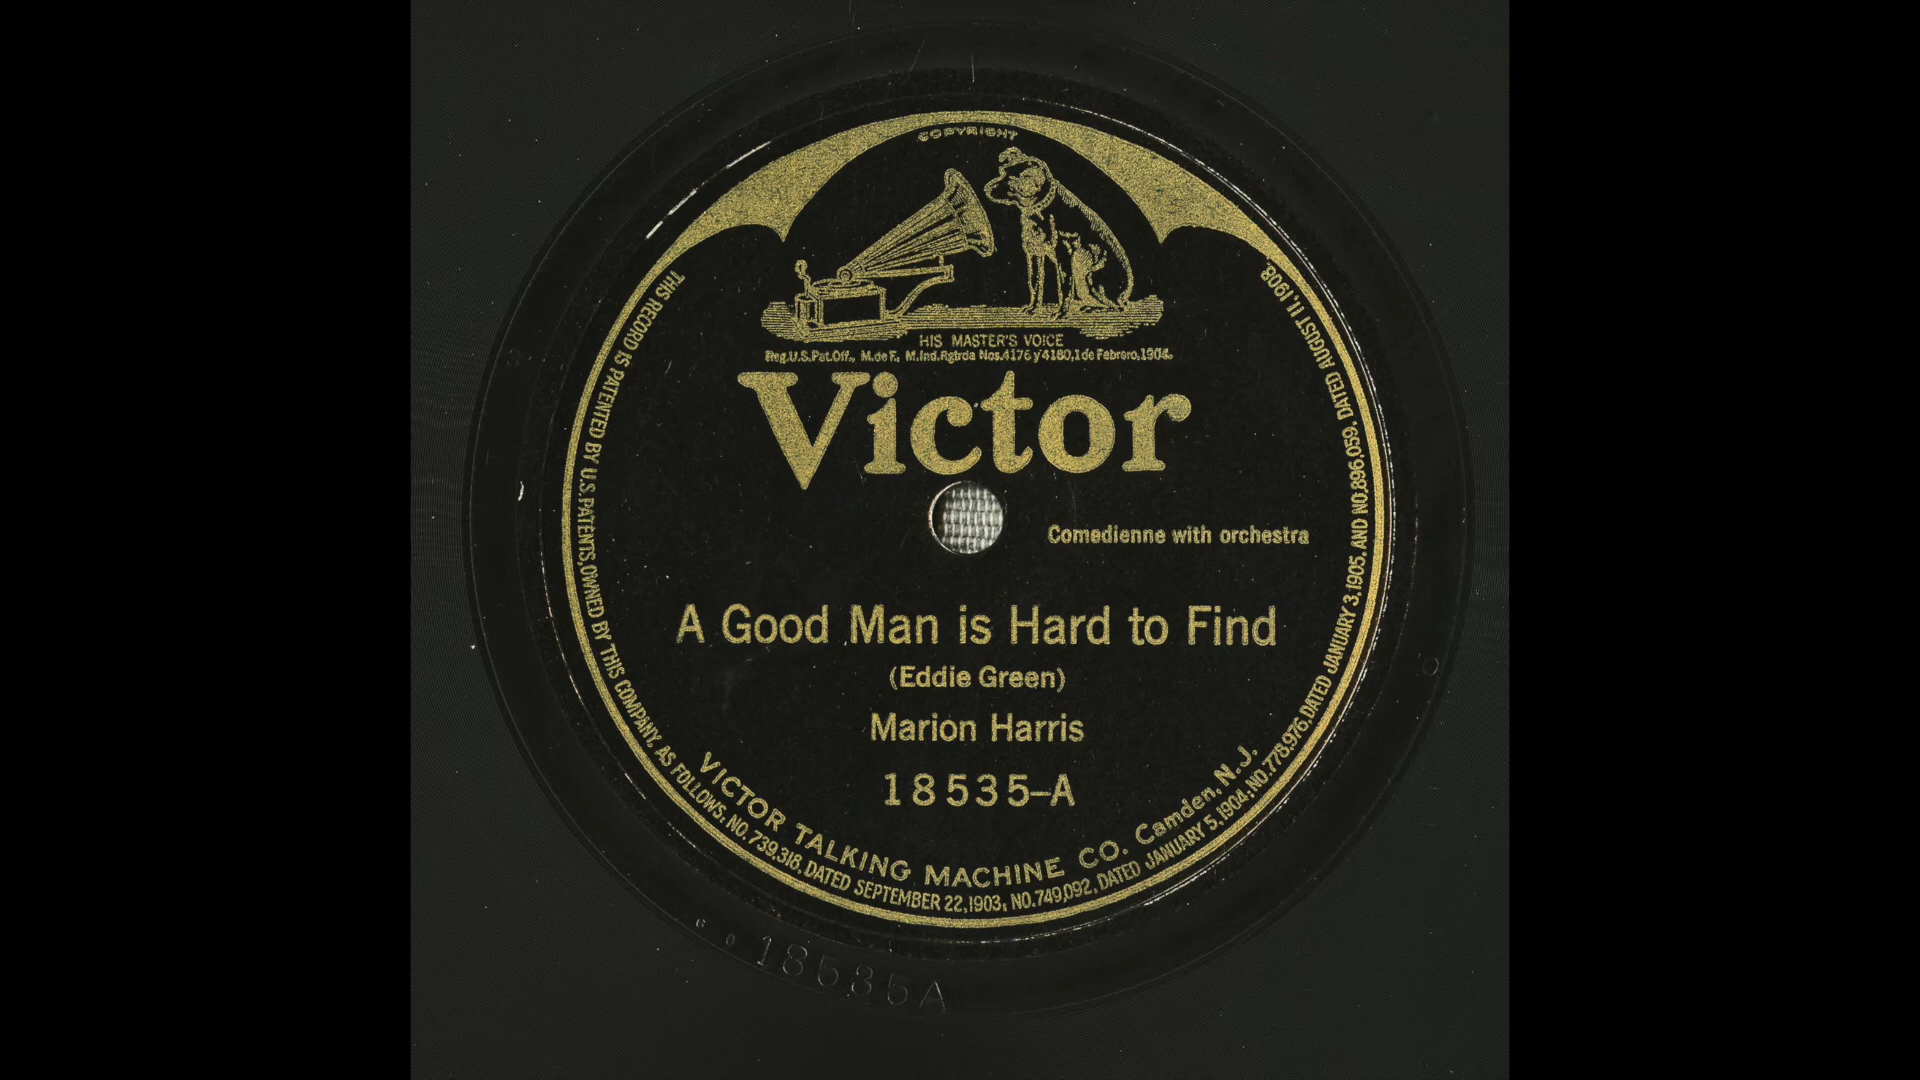 COPYRIGHT
HIS MASTER'S VOICE
Reg.U.S.Pat.Off., M.de F., M.Ind.Rgtrda Nos.4176 y 4180,1 de Febrero,1904.
Victor
Comedienne with orchestra
A Good Man is Hard to Find
(Eddie Green)
Marion Harris
18535–A
VICTOR TALKING MACHINE CO. Camden, N.J.
THIS RECORD IS PATENTED BY U.S. PATENTS, OWNED BY THIS COMPANY, AS FOLLOWS: NO. 739,318, DATED SEPTEMBER 22,1903, NO. 749,092, DATED JANUARY 5,1904, NO. 778,976, DATED JANUARY 3,1905, AND NO. 896,059, DATED AUGUST 11,1908.
18535A